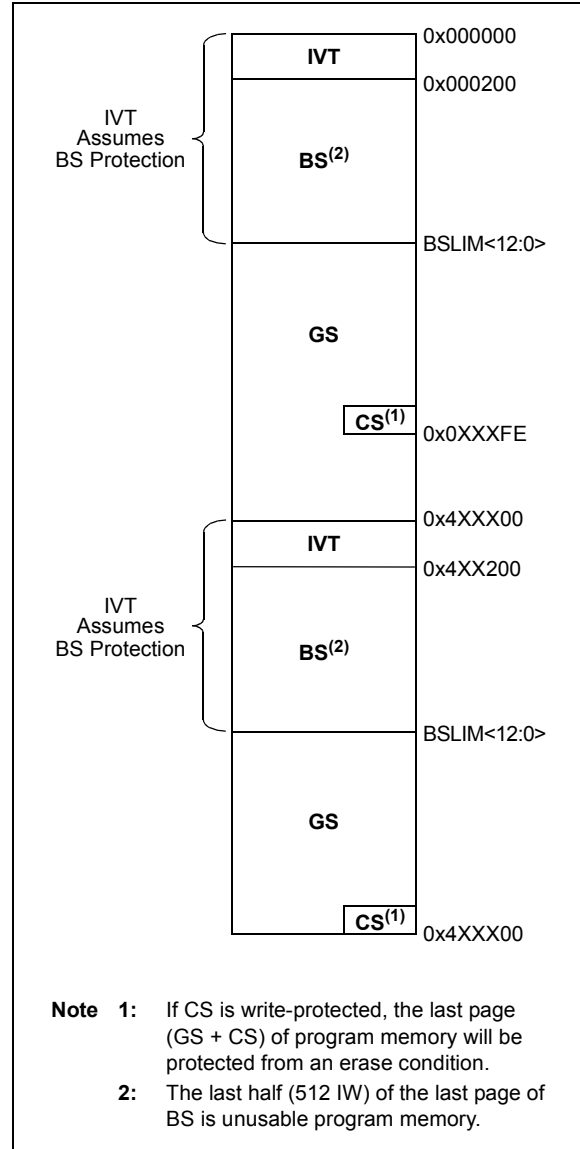 0x000000
IVT
0x000200
IVT
Assumes
BS Protection
BS(2)
BSLIM<12:0>
GS
CS(1)
0x0XXXFE
0x4XXX00
IVT
0x4XX200
IVT
Assumes
BS Protection
BS(2)
BSLIM<12:0>
GS
CS(1)
0x4XXX00
Note 1: If CS is write-protected, the last page
(GS + CS) of program memory will be
protected from an erase condition.
2: The last half (512 IW) of the last page of
BS is unusable program memory.